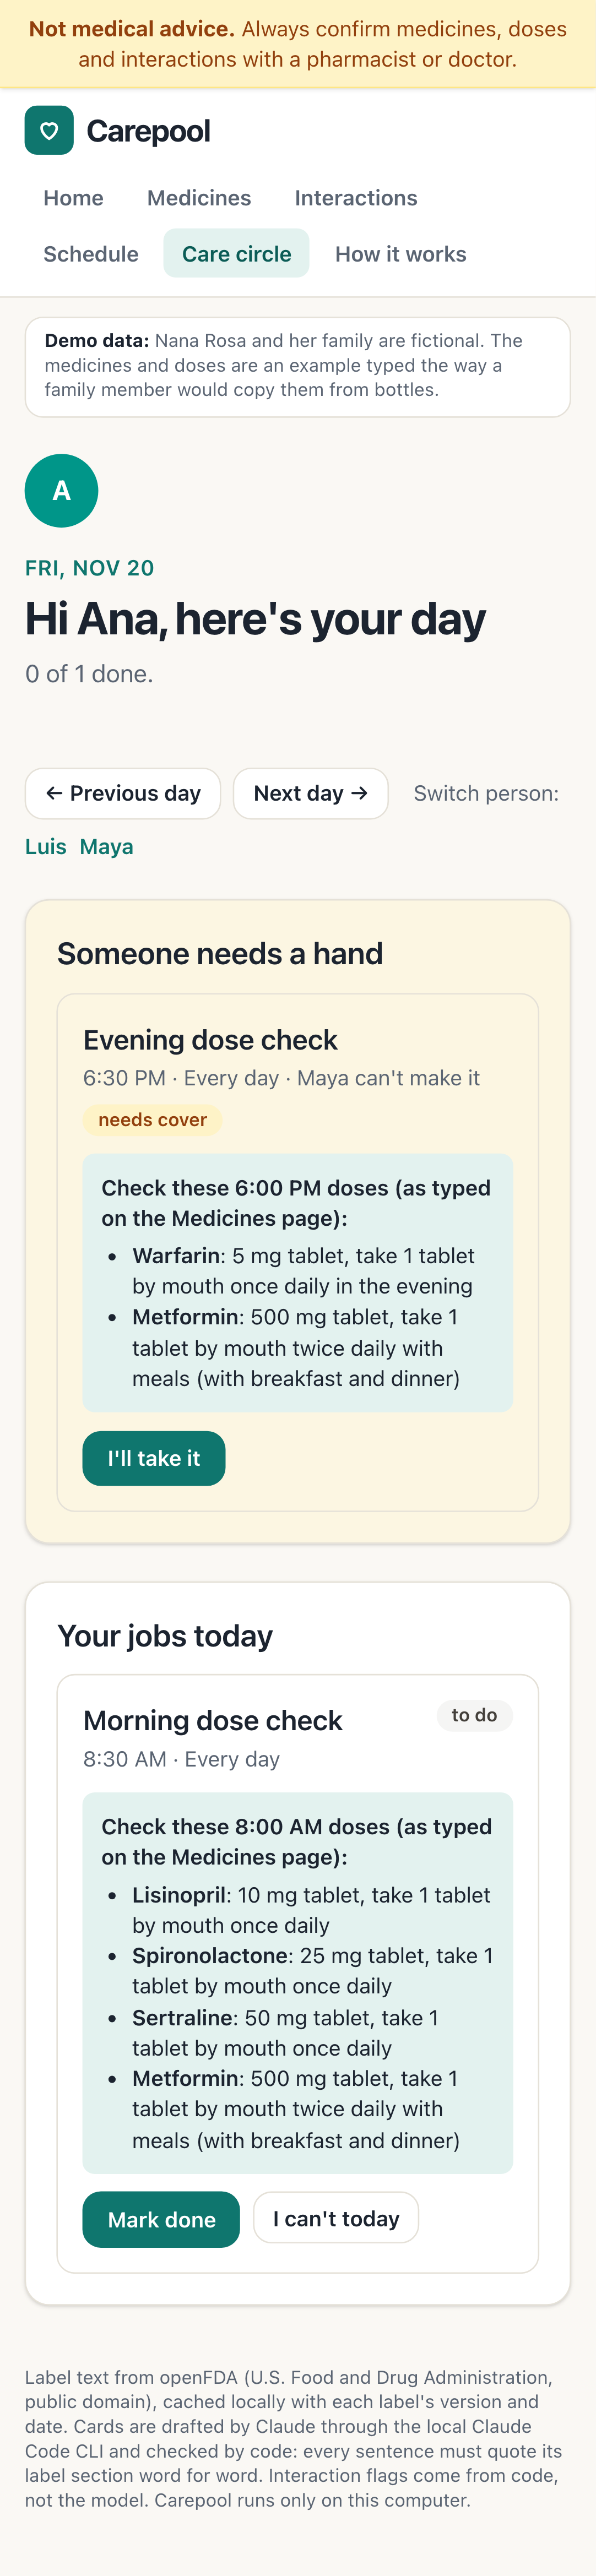 Not medical advice. Always confirm medicines, doses
and interactions with a pharmacist or doctor.
Carepool
Home Medicines Interactions
Schedule Care circle How it works
Demo data: Nana Rosa and her family are fictional. The
medicines and doses are an example typed the way a
family member would copy them from bottles.
A
FRI, NOV 20
Hi Ana, here's your day
0 of 1 done.
← Previous day Next day → Switch person:
Luis Maya
Someone needs a hand
Evening dose check
6:30 PM · Every day · Maya can't make it
needs cover
Check these 6:00 PM doses (as typed
on the Medicines page):
• Warfarin: 5 mg tablet, take 1 tablet
by mouth once daily in the evening
• Metformin: 500 mg tablet, take 1
tablet by mouth twice daily with
meals (with breakfast and dinner)
I'll take it
Your jobs today
Morning dose check to do
8:30 AM · Every day
Check these 8:00 AM doses (as typed
on the Medicines page):
• Lisinopril: 10 mg tablet, take 1 tablet
by mouth once daily
• Spironolactone: 25 mg tablet, take 1
tablet by mouth once daily
• Sertraline: 50 mg tablet, take 1
tablet by mouth once daily
• Metformin: 500 mg tablet, take 1
tablet by mouth twice daily with
meals (with breakfast and dinner)
Mark done I can't today
Label text from openFDA (U.S. Food and Drug Administration,
public domain), cached locally with each label's version and
date. Cards are drafted by Claude through the local Claude
Code CLI and checked by code: every sentence must quote its
label section word for word. Interaction flags come from code,
not the model. Carepool runs only on this computer.